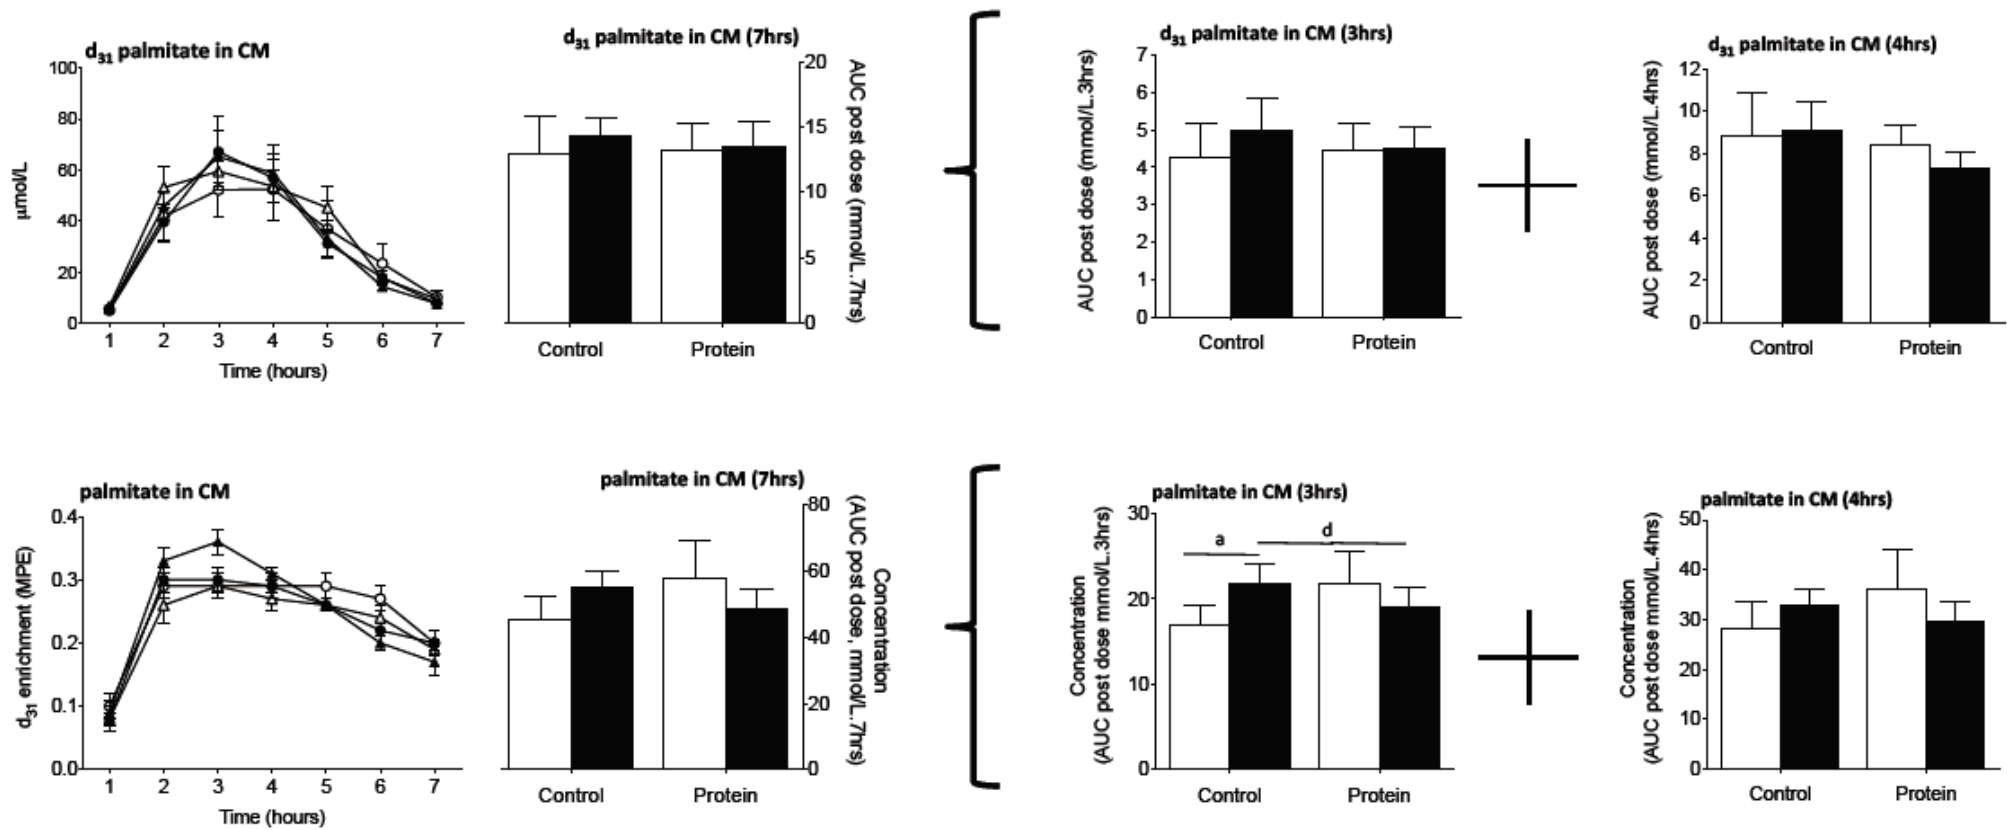 d31 palmitate in CM
100
80
60
40
20
0
μmol/L
1 2 3 4 5 6 7
Time (hours)
d31 palmitate in CM (7hrs)
20
15
10
5
0
AUC post dose (mmol/L.7hrs)
Control Protein
d31 palmitate in CM (3hrs)
7
6
5
4
3
2
1
0
AUC post dose (mmol/L.3hrs)
Control Protein
d31 palmitate in CM (4hrs)
12
10
8
6
4
2
0
AUC post dose (mmol/L.4hrs)
Control Protein
palmitate in CM
0.4
0.3
0.2
0.1
0.0
d31 enrichment (MPE)
1 2 3 4 5 6 7
Time (hours)
palmitate in CM (7hrs)
80
60
40
20
0
Concentration
(AUC post dose, mmol/L.7hrs)
Control Protein
palmitate in CM (3hrs)
30
20
10
0
a d
Concentration
(AUC post dose mmol/L.3hrs)
Control Protein
palmitate in CM (4hrs)
50
40
30
20
10
0
Concentration
(AUC post dose mmol/L.4hrs)
Control Protein